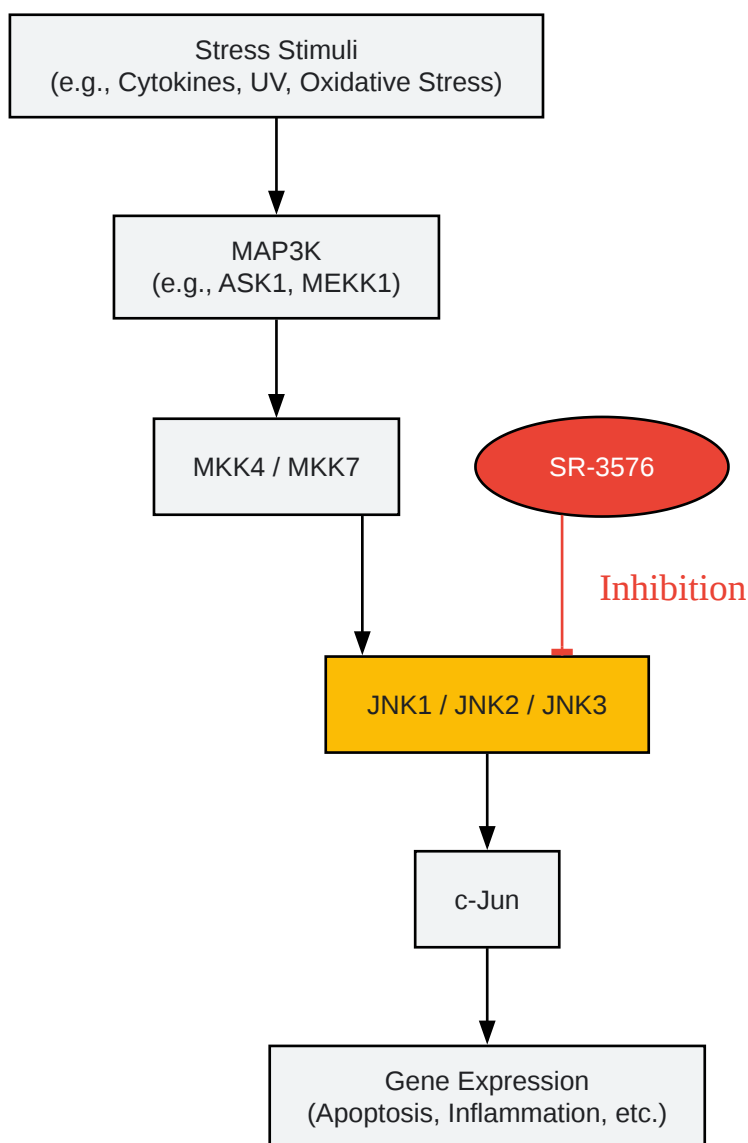 Stress Stimuli
(e.g., Cytokines, UV, Oxidative Stress)
MAP3K
(e.g., ASK1, MEKK1)
MKK4 / MKK7
SR-3576
Inhibition
JNK1 / JNK2 / JNK3
c-Jun
Gene Expression
(Apoptosis, Inflammation, etc.)